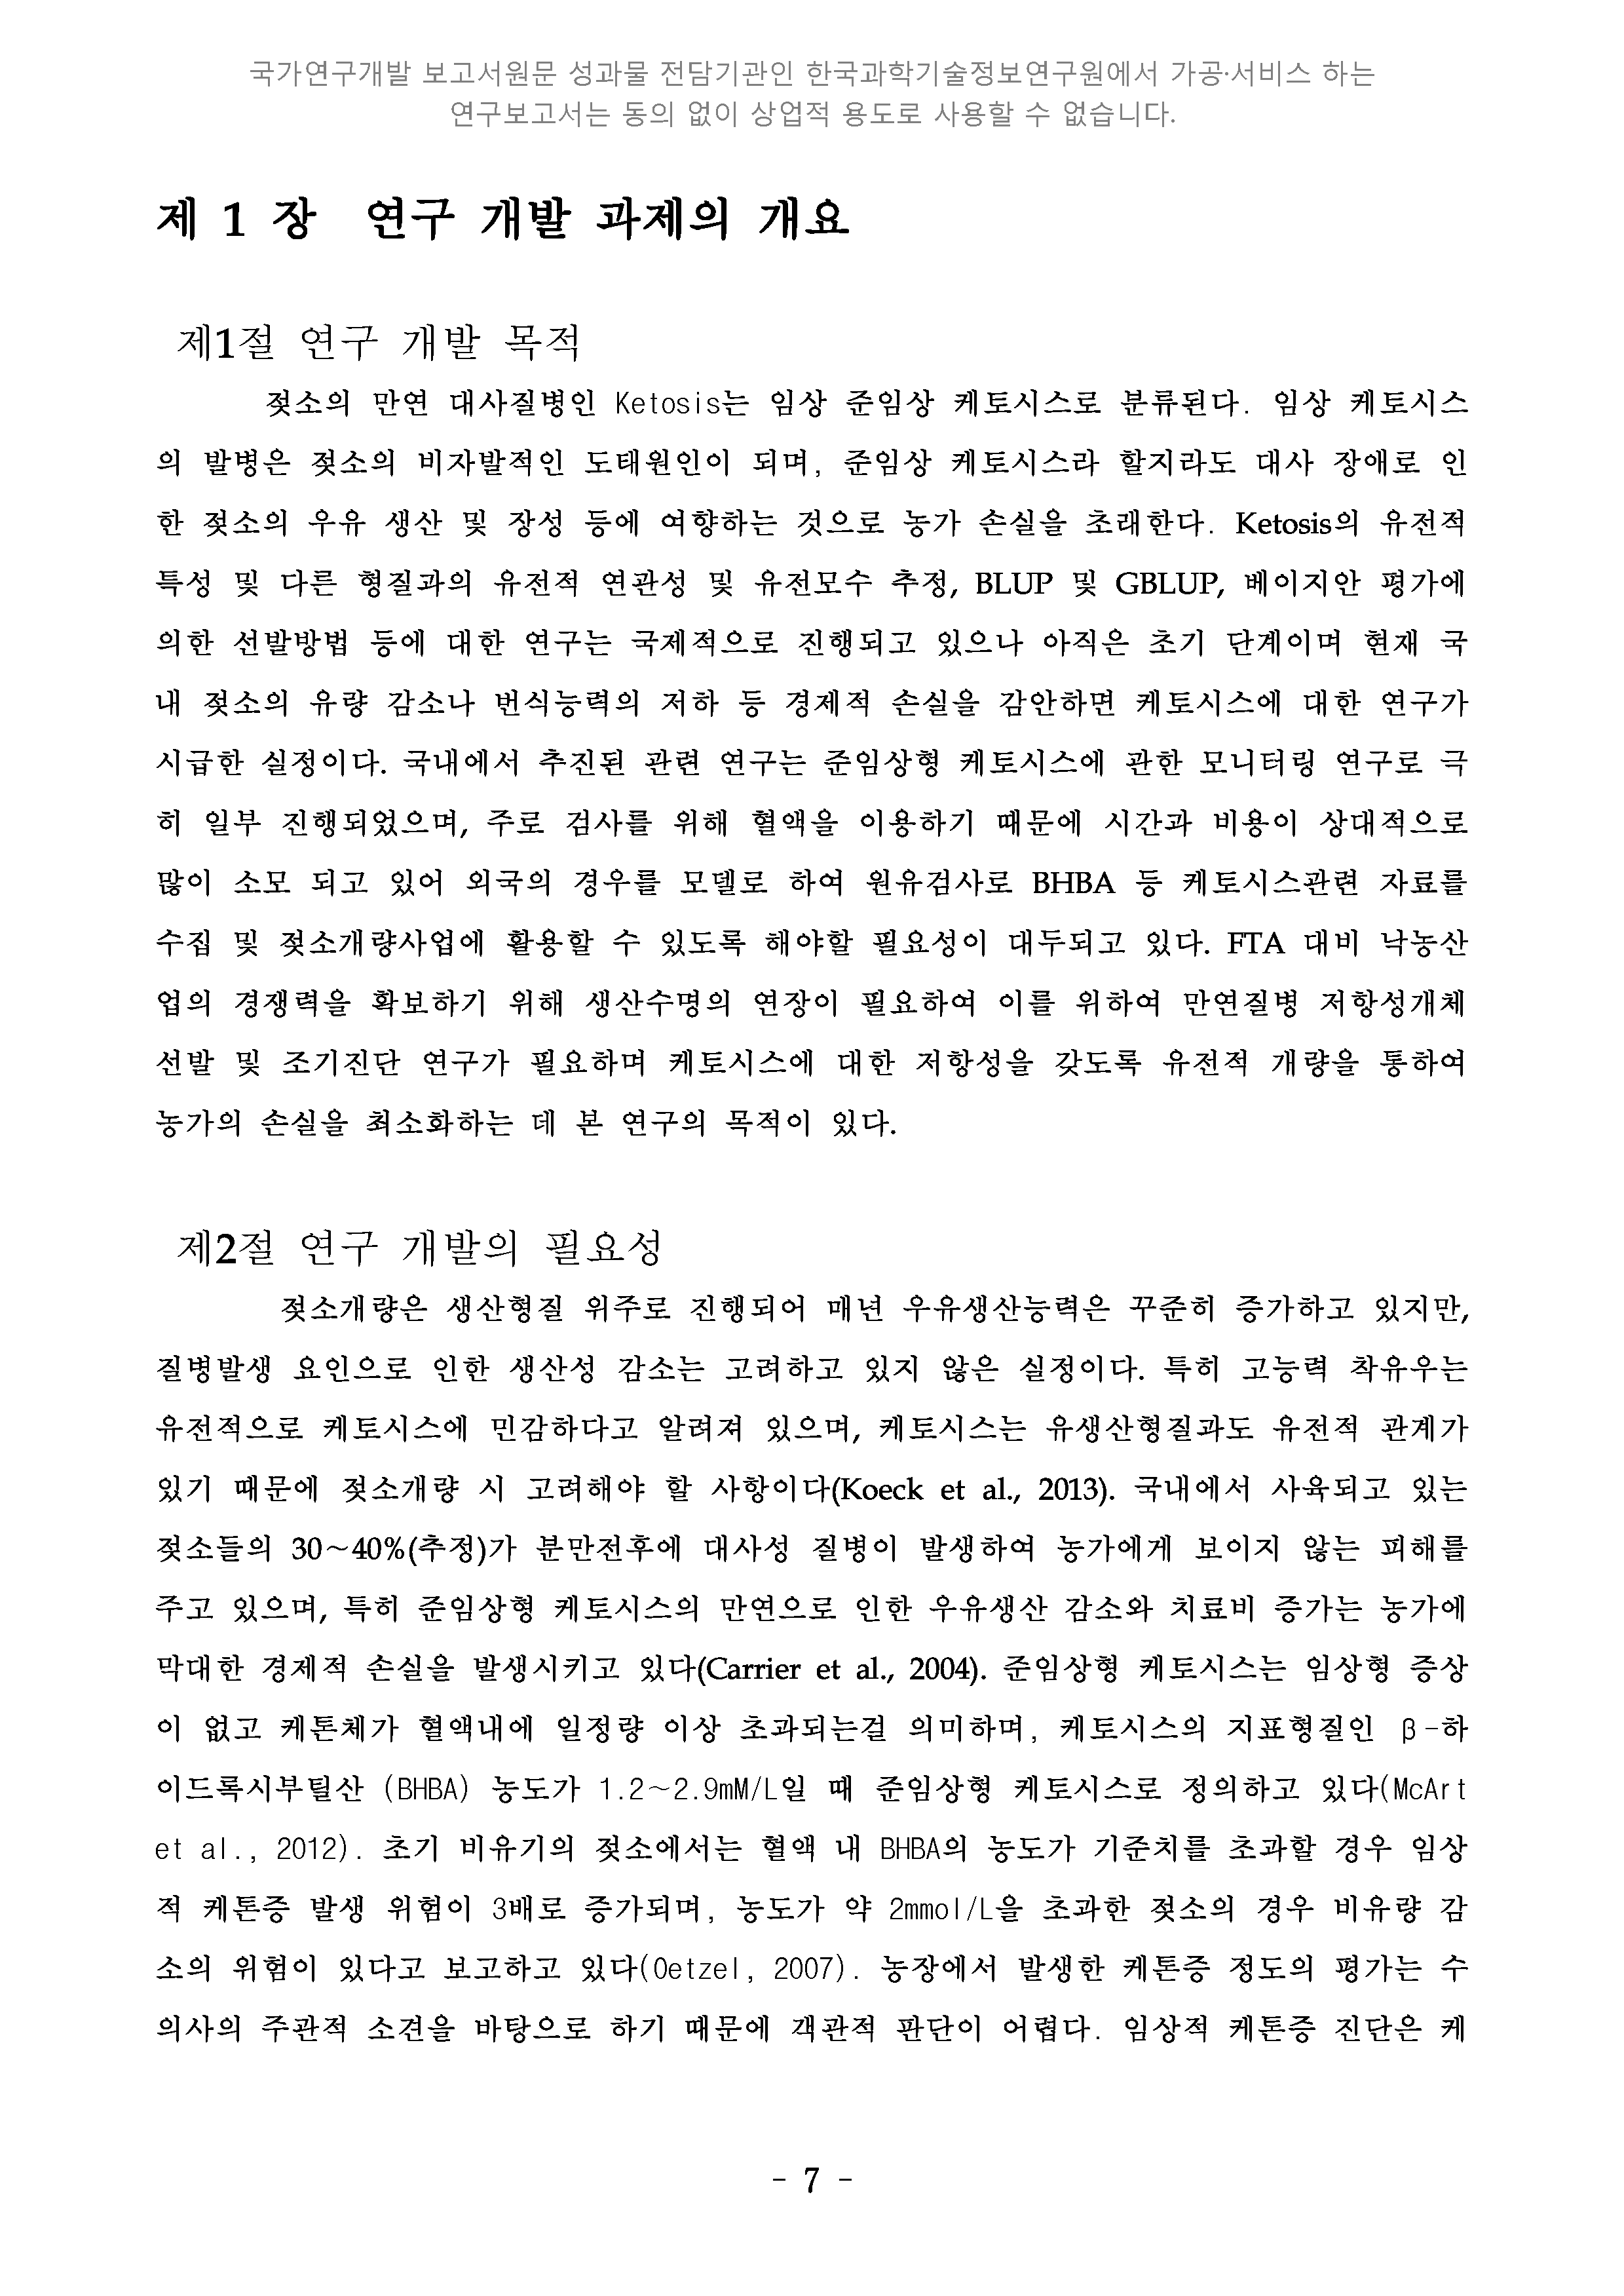 국가연구개발 보고서원문 성과물 전담기관인 한국과학기술정보연구원에서 가공·서비스 하는
연구보고서는 동의 없이 상업적 용도로 사용할 수 없습니다.
제 1 장 연구 개발 과제의 개요
제1절 연구 개발 목적
젖소의 만연 대사질병인 Ketosis는 임상 준임상 케토시스로 분류된다. 임상 케토시스
의 발병은 젖소의 비자발적인 도태원인이 되며, 준임상 케토시스라 할지라도 대사 장애로 인
한 젖소의 우유 생산 및 장성 등에 여향하는 것으로 농가 손실을 초래한다. Ketosis의 유전적
특성 및 다른 형질과의 유전적 연관성 및 유전모수 추정, BLUP 및 GBLUP, 베이지안 평가에
의한 선발방법 등에 대한 연구는 국제적으로 진행되고 있으나 아직은 초기 단계이며 현재 국
내 젖소의 유량 감소나 번식능력의 저하 등 경제적 손실을 감안하면 케토시스에 대한 연구가
시급한 실정이다. 국내에서 추진된 관련 연구는 준임상형 케토시스에 관한 모니터링 연구로 극
히 일부 진행되었으며, 주로 검사를 위해 혈액을 이용하기 때문에 시간과 비용이 상대적으로
많이 소모 되고 있어 외국의 경우를 모델로 하여 원유검사로 BHBA 등 케토시스관련 자료를
수집 및 젖소개량사업에 활용할 수 있도록 해야할 필요성이 대두되고 있다. FTA 대비 낙농산
업의 경쟁력을 확보하기 위해 생산수명의 연장이 필요하여 이를 위하여 만연질병 저항성개체
선발 및 조기진단 연구가 필요하며 케토시스에 대한 저항성을 갖도록 유전적 개량을 통하여
농가의 손실을 최소화하는 데 본 연구의 목적이 있다.
제2절 연구 개발의 필요성
젖소개량은 생산형질 위주로 진행되어 매년 우유생산능력은 꾸준히 증가하고 있지만,
질병발생 요인으로 인한 생산성 감소는 고려하고 있지 않은 실정이다. 특히 고능력 착유우는
유전적으로 케토시스에 민감하다고 알려져 있으며, 케토시스는 유생산형질과도 유전적 관계가
있기 때문에 젖소개량 시 고려해야 할 사항이다(Koeck et al., 2013). 국내에서 사육되고 있는
젖소들의 30~40%(추정)가 분만전후에 대사성 질병이 발생하여 농가에게 보이지 않는 피해를
주고 있으며, 특히 준임상형 케토시스의 만연으로 인한 우유생산 감소와 치료비 증가는 농가에
막대한 경제적 손실을 발생시키고 있다(Carrier et al., 2004). 준임상형 케토시스는 임상형 증상
이 없고 케톤체가 혈액내에 일정량 이상 초과되는걸 의미하며, 케토시스의 지표형질인 β-하
이드록시부틸산 (BHBA) 농도가 1.2~2.9mM/L일 때 준임상형 케토시스로 정의하고 있다(McArt
et al., 2012). 초기 비유기의 젖소에서는 혈액 내 BHBA의 농도가 기준치를 초과할 경우 임상
적 케톤증 발생 위험이 3배로 증가되며, 농도가 약 2mmol/L을 초과한 젖소의 경우 비유량 감
소의 위험이 있다고 보고하고 있다(Oetzel, 2007). 농장에서 발생한 케톤증 정도의 평가는 수
의사의 주관적 소견을 바탕으로 하기 때문에 객관적 판단이 어렵다. 임상적 케톤증 진단은 케
- 7 -